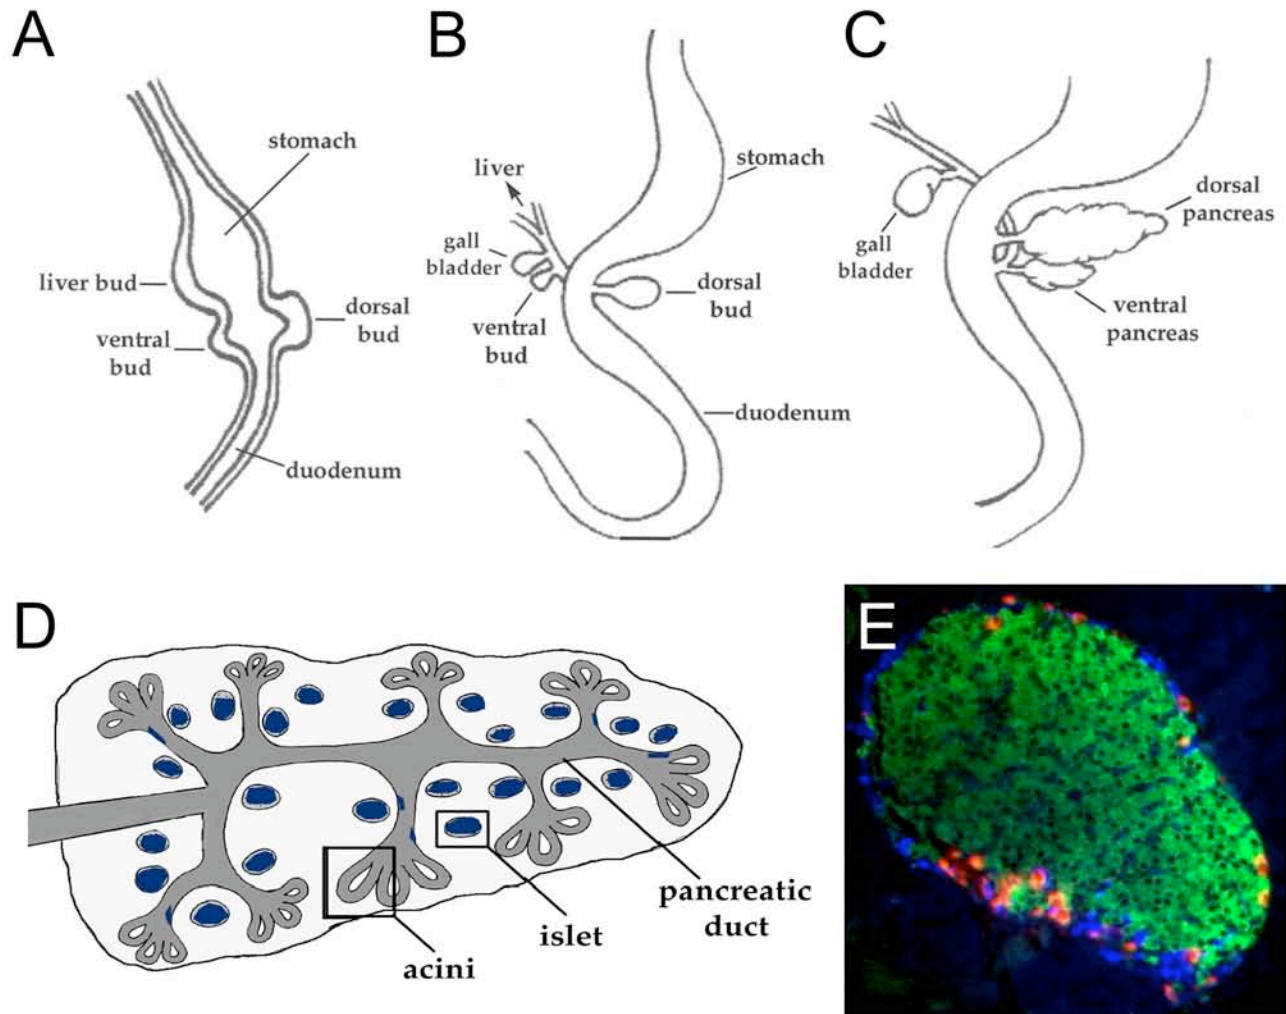 A
stomach
liver bud
ventral
bud
dorsal
bud
duodenum
B
liver
gall
bladder
ventral
bud
stomach
dorsal
bud
duodenum
C
gall
bladder
dorsal
pancreas
ventral
pancreas
D
acini
islet
pancreatic
duct
E